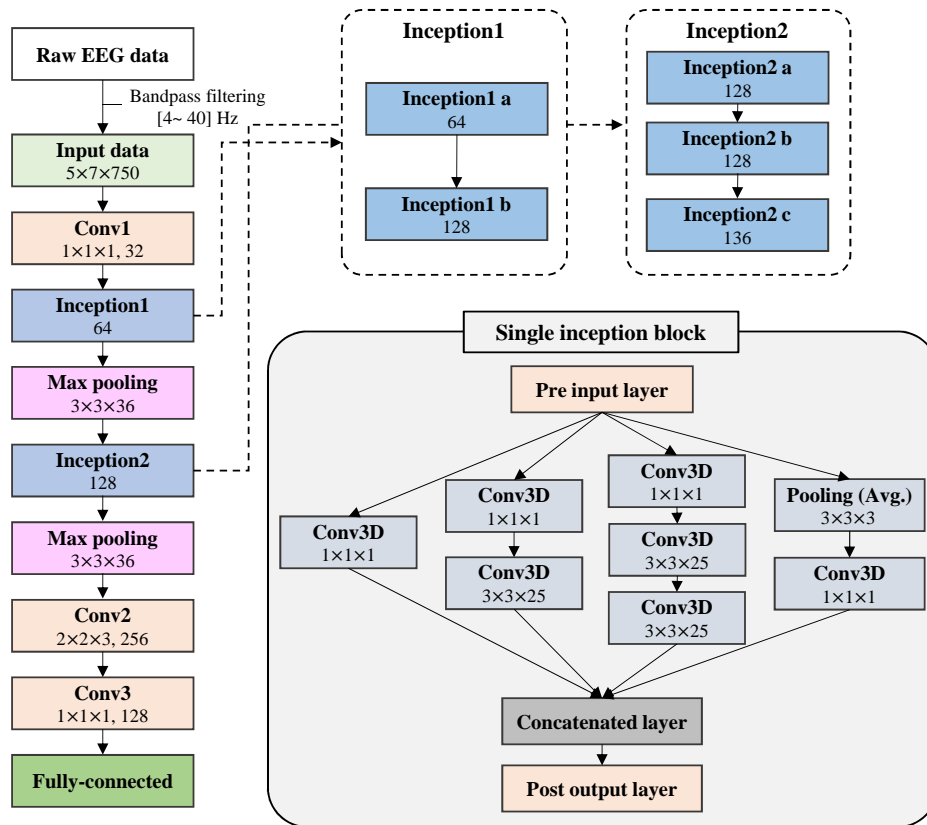 Raw EEG data
Bandpass filtering
[4~ 40] Hz
Input data
5×7×750
Conv1
1×1×1, 32
Inception1
64
Max pooling
3×3×36
Inception2
128
Max pooling
3×3×36
Conv2
2×2×3, 256
Conv3
1×1×1, 128
Fully-connected
Inception1
Inception1 a
64
Inception1 b
128
Inception2
Inception2 a
128
Inception2 b
128
Inception2 c
136
Single inception block
Pre input layer
Conv3D
1×1×1
Conv3D
1×1×1
Conv3D
3×3×25
Conv3D
1×1×1
Conv3D
3×3×25
Conv3D
3×3×25
Pooling (Avg.)
3×3×3
Conv3D
1×1×1
Concatenated layer
Post output layer